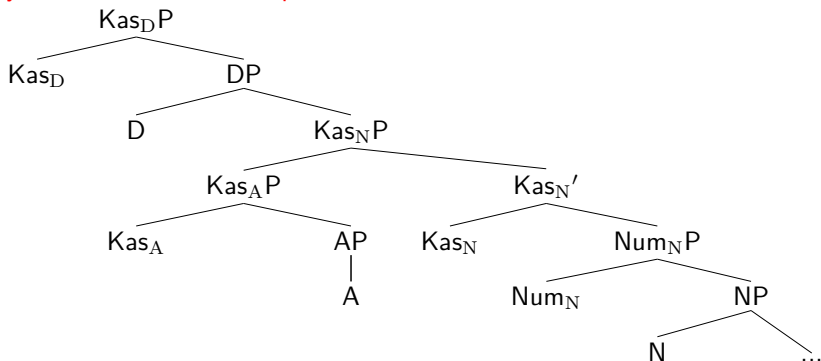 Kas_DP
Kas_D DP
D Kas_NP
Kas_AP Kas_N′
Kas_A AP Kas_N Num_NP
A Num_N NP
N ...